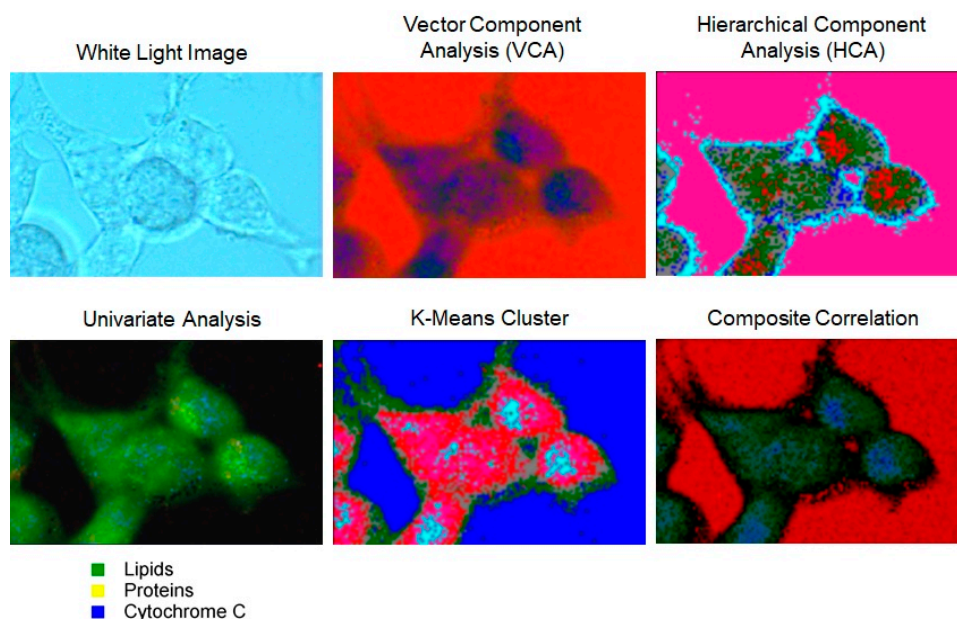 White Light Image
Vector Component
Analysis (VCA)
Hierarchical Component
Analysis (HCA)
Univariate Analysis
K-Means Cluster
Composite Correlation
Lipids
Proteins
Cytochrome C